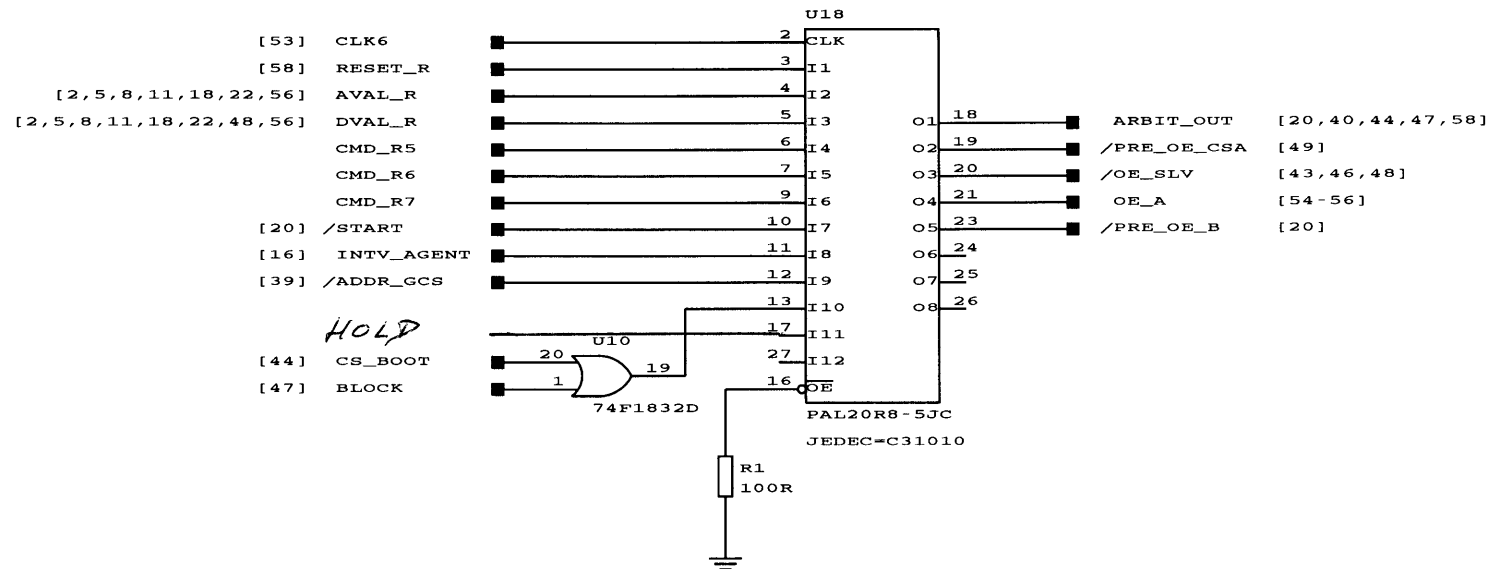 U18
[53] CLK6 2 CLK
[58] RESET_R 3 I1
[2,5,8,11,18,22,56] AVAL_R 4 I2
[2,5,8,11,18,22,48,56] DVAL_R 5 I3 O1 18 ARBIT_OUT [20,40,44,47,58]
CMD_R5 6 I4 O2 19 /PRE_OE_CSA [49]
CMD_R6 7 I5 O3 20 /OE_SLV [43,46,48]
CMD_R7 9 I6 O4 21 OE_A [54-56]
[20] /START 10 I7 O5 23 /PRE_OE_B [20]
[16] INTV_AGENT 11 I8 O6 24
[39] /ADDR_GCS 12 I9 O7 25
13 I10 O8 26
HOLD 17 I11
U10
[44] CS_BOOT 20 19 27 I12
[47] BLOCK 1 16 OE
74F1832D
PAL20R8-5JC
JEDEC=C31010
R1
100R